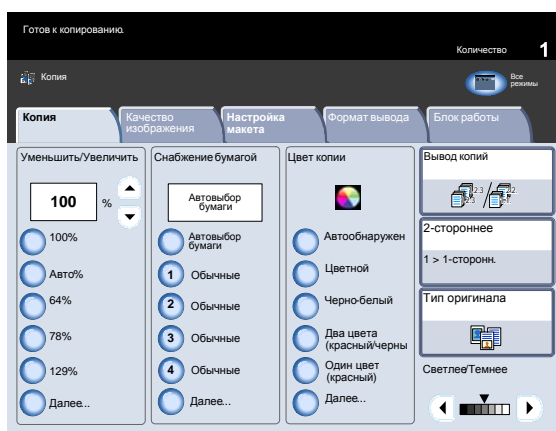 Готов к копированию.
Количество 1
Копия
Все
режимы
Копия
Качество
изображения
Настройка
макета
Формат вывода
Блок работы
Уменьшить/Увеличить
100 %
100%
Авто%
64%
78%
129%
Далее...
Снабжение бумагой
Автовыбор
бумаги
Автовыбор
бумаги
1 Обычные
2 Обычные
3 Обычные
4 Обычные
Далее...
Цвет копии
Автообнаружен
Цветной
Черно-белый
Два цвета
(красный/черны
Один цвет
(красный)
Далее...
Вывод копий
2-стороннее
1 > 1-сторонн.
Тип оригинала
Светлее/Темнее